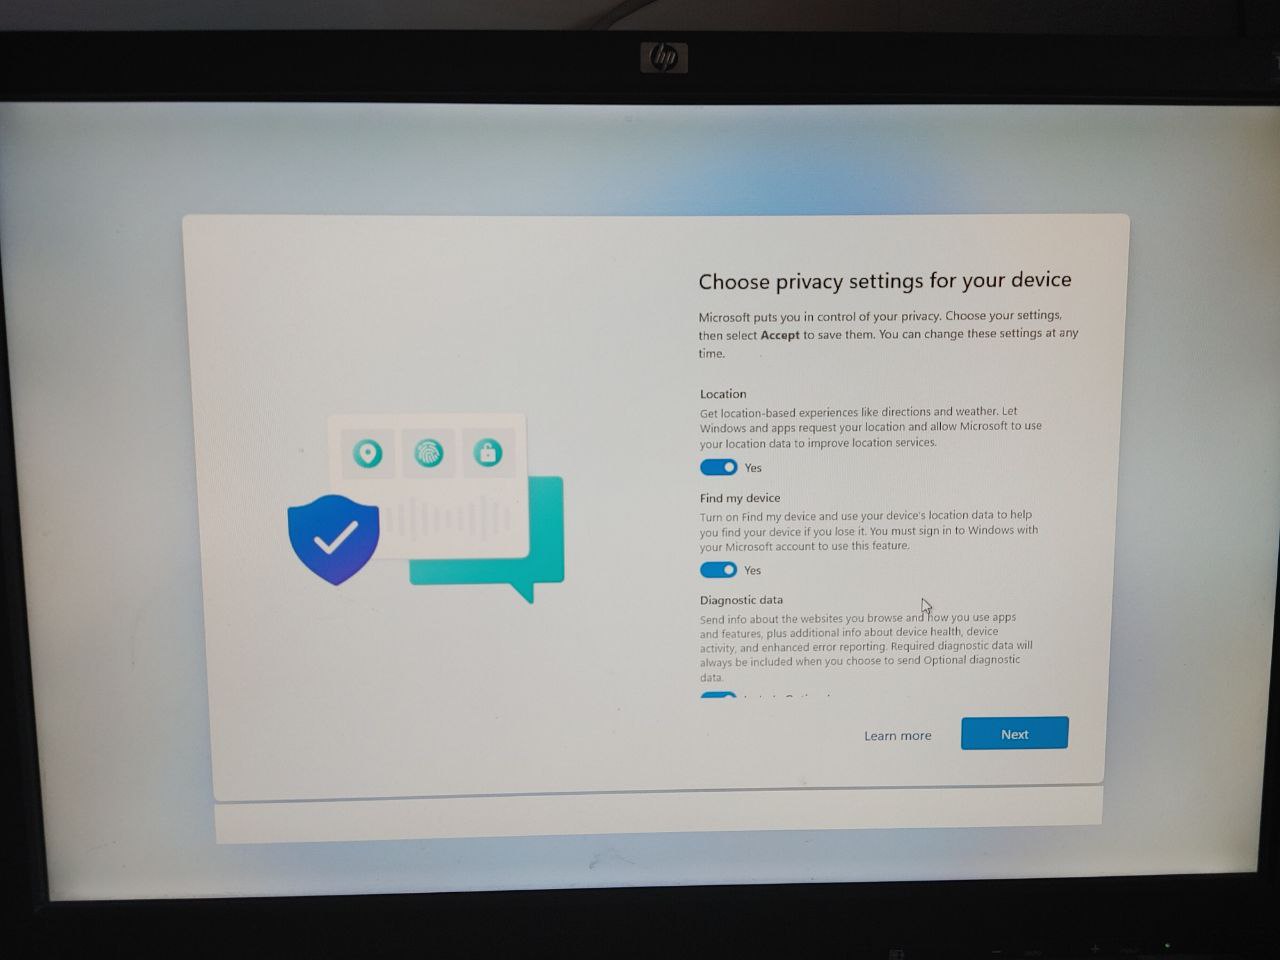 hp
Choose privacy settings for your device
Microsoft puts you in control of your privacy. Choose your settings,
then select Accept to save them. You can change these settings at any
time.
Location
Get location-based experiences like directions and weather. Let
Windows and apps request your location and allow Microsoft to use
your location data to improve location services.
Yes
Find my device
Turn on Find my device and use your device's location data to help
you find your device if you lose it. You must sign in to Windows with
your Microsoft account to use this feature.
Yes
Diagnostic data
Send info about the websites you browse and how you use apps
and features, plus additional info about device health, device
activity, and enhanced error reporting. Required diagnostic data will
always be included when you choose to send Optional diagnostic
data.
Learn more
Next